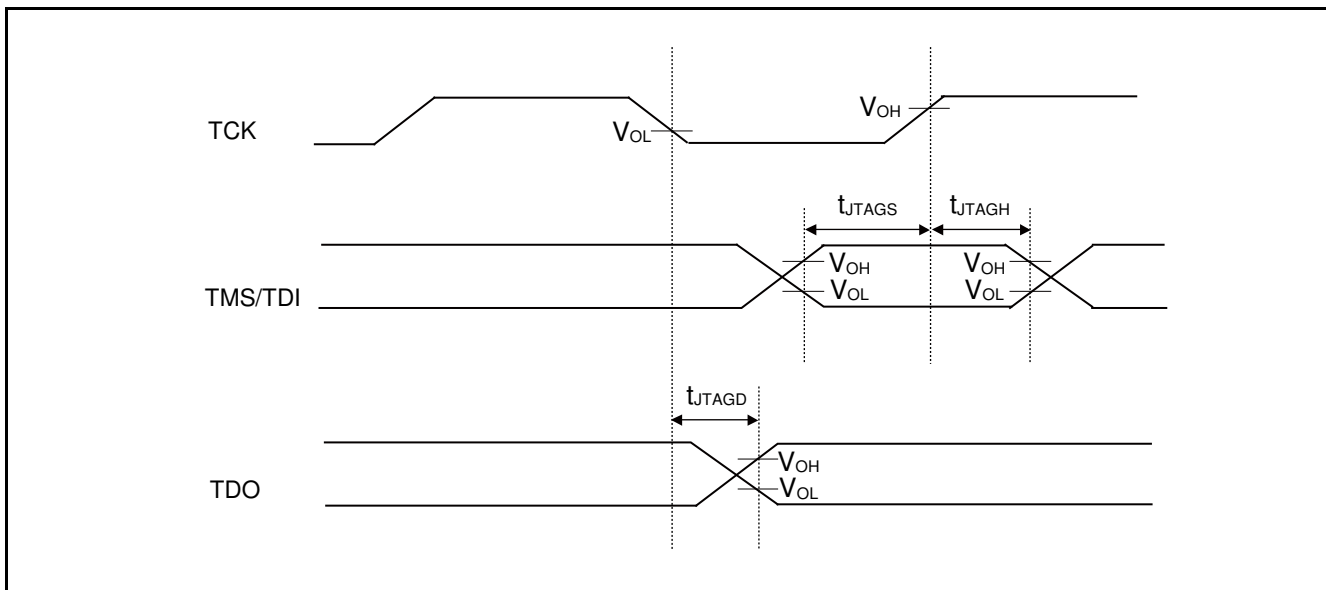 TCK
VOL
VOH
tJTAGS
tJTAGH
TMS/TDI
VOH
VOL
VOH
VOL
tJTAGD
TDO
VOH
VOL